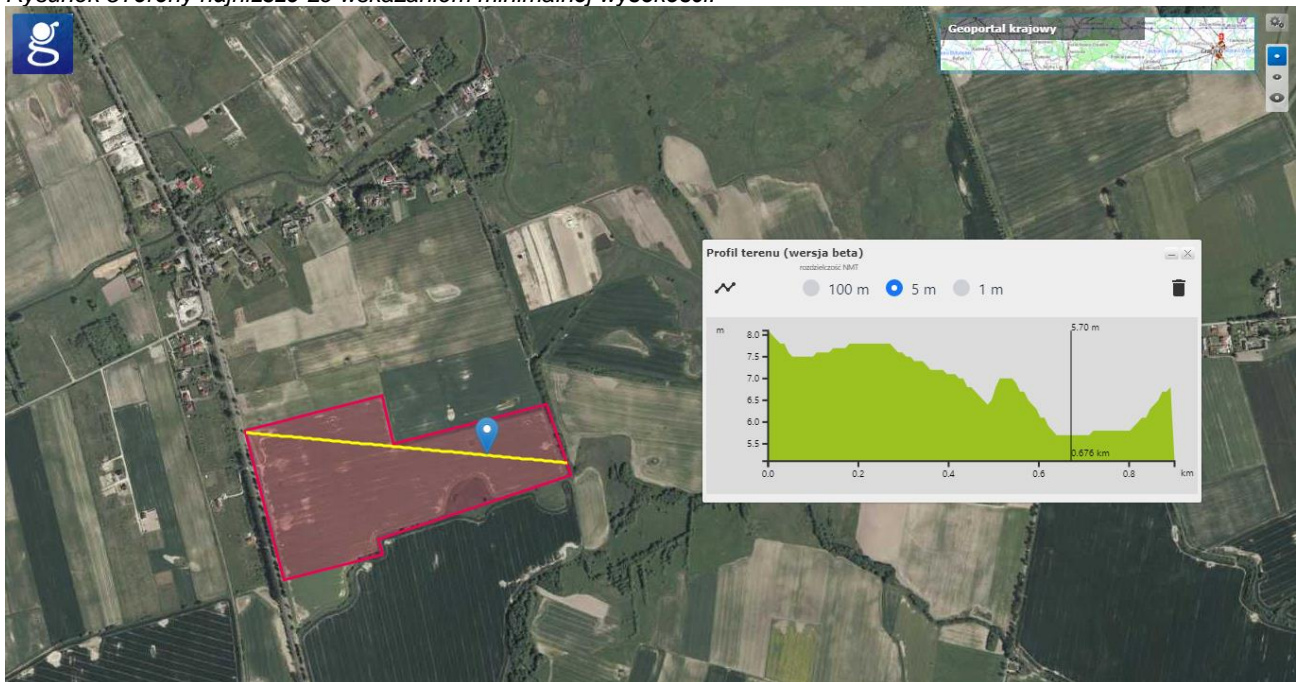 Geoportal krajowy
g
Profil terenu (wersja beta)
rozdzielczość NMT
100 m 5 m 1 m
m
8.0
7.5
7.0
6.5
6.0
5.5
5.70 m
0.676 km
0.0 0.2 0.4 0.6 0.8 km